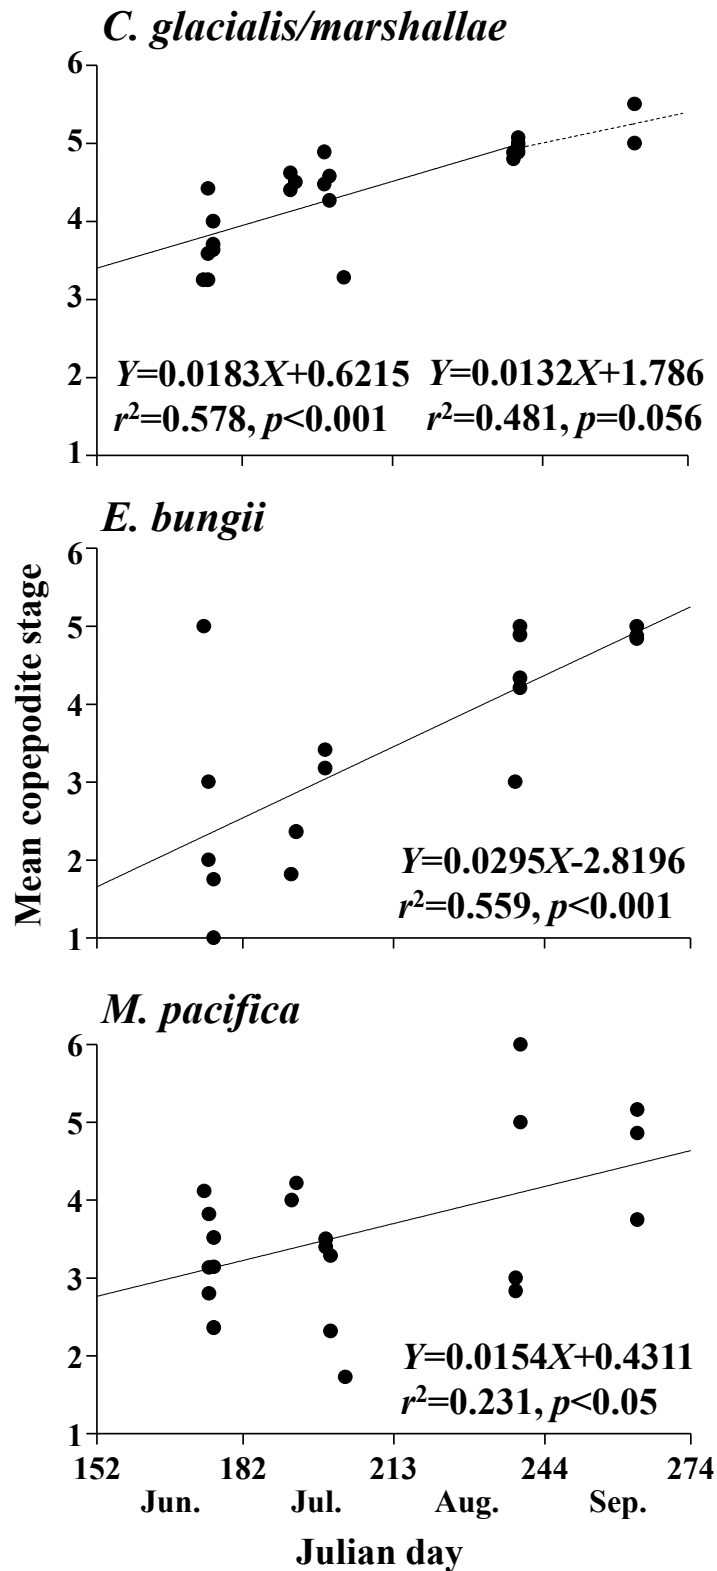 C. glacialis/marshallae
6
5
4
3
2
1
Y=0.0183X+0.6215 Y=0.0132X+1.786
r²=0.578, p<0.001 r²=0.481, p=0.056
E. bungii
6
5
4
3
2
1
Y=0.0295X-2.8196
r²=0.559, p<0.001
Mean copepodite stage
M. pacifica
6
5
4
3
2
1
Y=0.0154X+0.4311
r²=0.231, p<0.05
152 182 213 244 274
Jun. Jul. Aug. Sep.
Julian day